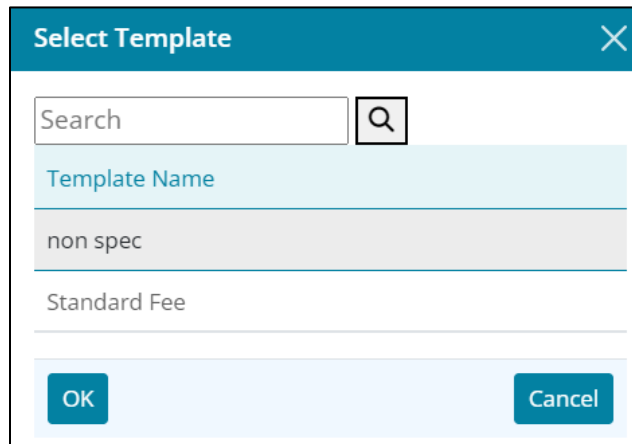 Select Template
Search
Template Name
non spec
Standard Fee
OK Cancel